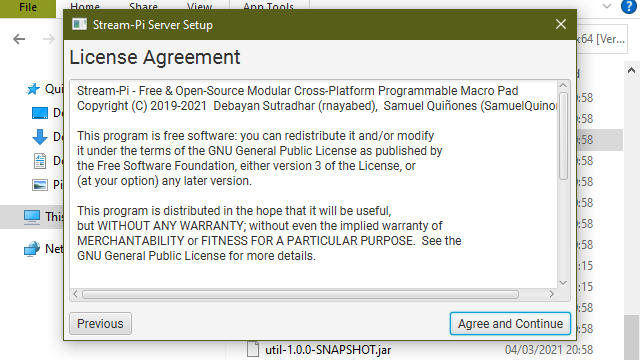 File
Home
Share
View
App Tools
Stream-Pi Server Setup
License Agreement
Stream-Pi - Free & Open-Source Modular Cross-Platform Programmable Macro Pad
Copyright (C) 2019-2021 Debayan Sutradhar (rnayabed), Samuel Quiñones (SamuelQuinon
This program is free software: you can redistribute it and/or modify
it under the terms of the GNU General Public License as published by
the Free Software Foundation, either version 3 of the License, or
(at your option) any later version.
This program is distributed in the hope that it will be useful,
but WITHOUT ANY WARRANTY; without even the implied warranty of
MERCHANTABILITY or FITNESS FOR A PARTICULAR PURPOSE. See the
GNU General Public License for more details.
Previous
Agree and Continue
x64 [Ver...
Qui
De
Do
Do
Pi
This
Net
:58
:58
:58
:58
:58
:58
:58
:15
:15
:58
:58
util-1.0.0-SNAPSHOT.jar
04/03/2021 20:58